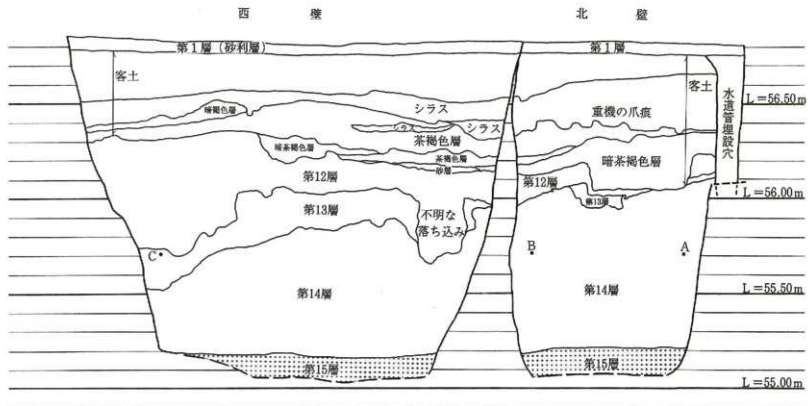 西壁
北壁
第1層(砂利層)
客土
暗褐色層
シラス
シラス
シラス
茶褐色層
暗茶褐色層
茶褐色層
砂層
第12層
第13層
不明な
落ち込み
C
第14層
第15層
第1層
客土
水道管埋設穴
重機の爪痕
暗茶褐色層
第12層
第13層
B
A
第14層
第15層
L=56.50m
L=56.00m
L=55.50m
L=55.00m